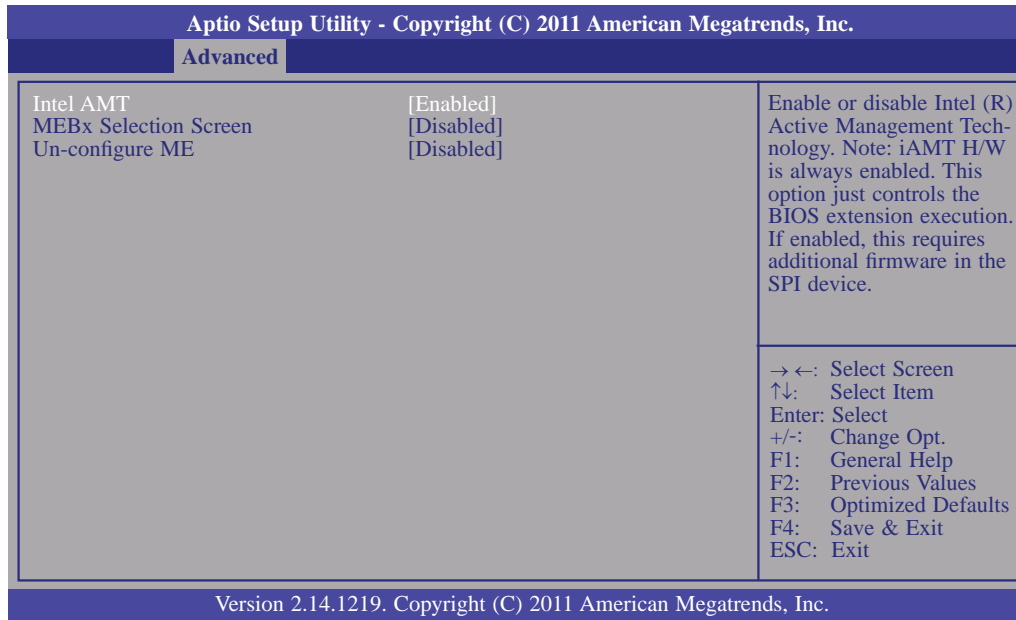 Aptio Setup Utility - Copyright (C) 2011 American Megatrends, Inc.
Advanced
Intel AMT [Enabled]
MEBx Selection Screen [Disabled]
Un-configure ME [Disabled]
Enable or disable Intel (R)
Active Management Tech-
nology. Note: iAMT H/W
is always enabled. This
option just controls the
BIOS extension execution.
If enabled, this requires
additional firmware in the
SPI device.
→ ←: Select Screen
↑↓: Select Item
Enter: Select
+/-: Change Opt.
F1: General Help
F2: Previous Values
F3: Optimized Defaults
F4: Save & Exit
ESC: Exit
Version 2.14.1219. Copyright (C) 2011 American Megatrends, Inc.